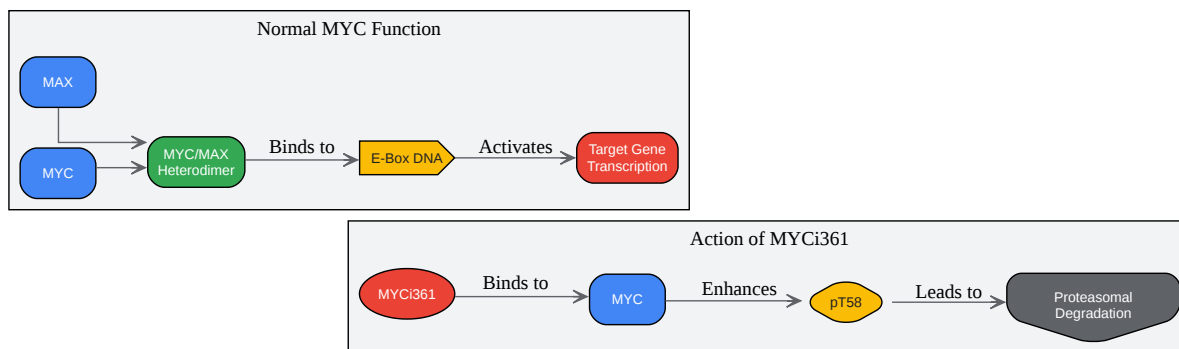 Normal MYC Function
MAX
MYC
MYC/MAX
Heterodimer
Binds to
E-Box DNA
Activates
Target Gene
Transcription
Action of MYCi361
MYCi361
Binds to
MYC
Enhances
pT58
Leads to
Proteasomal
Degradation